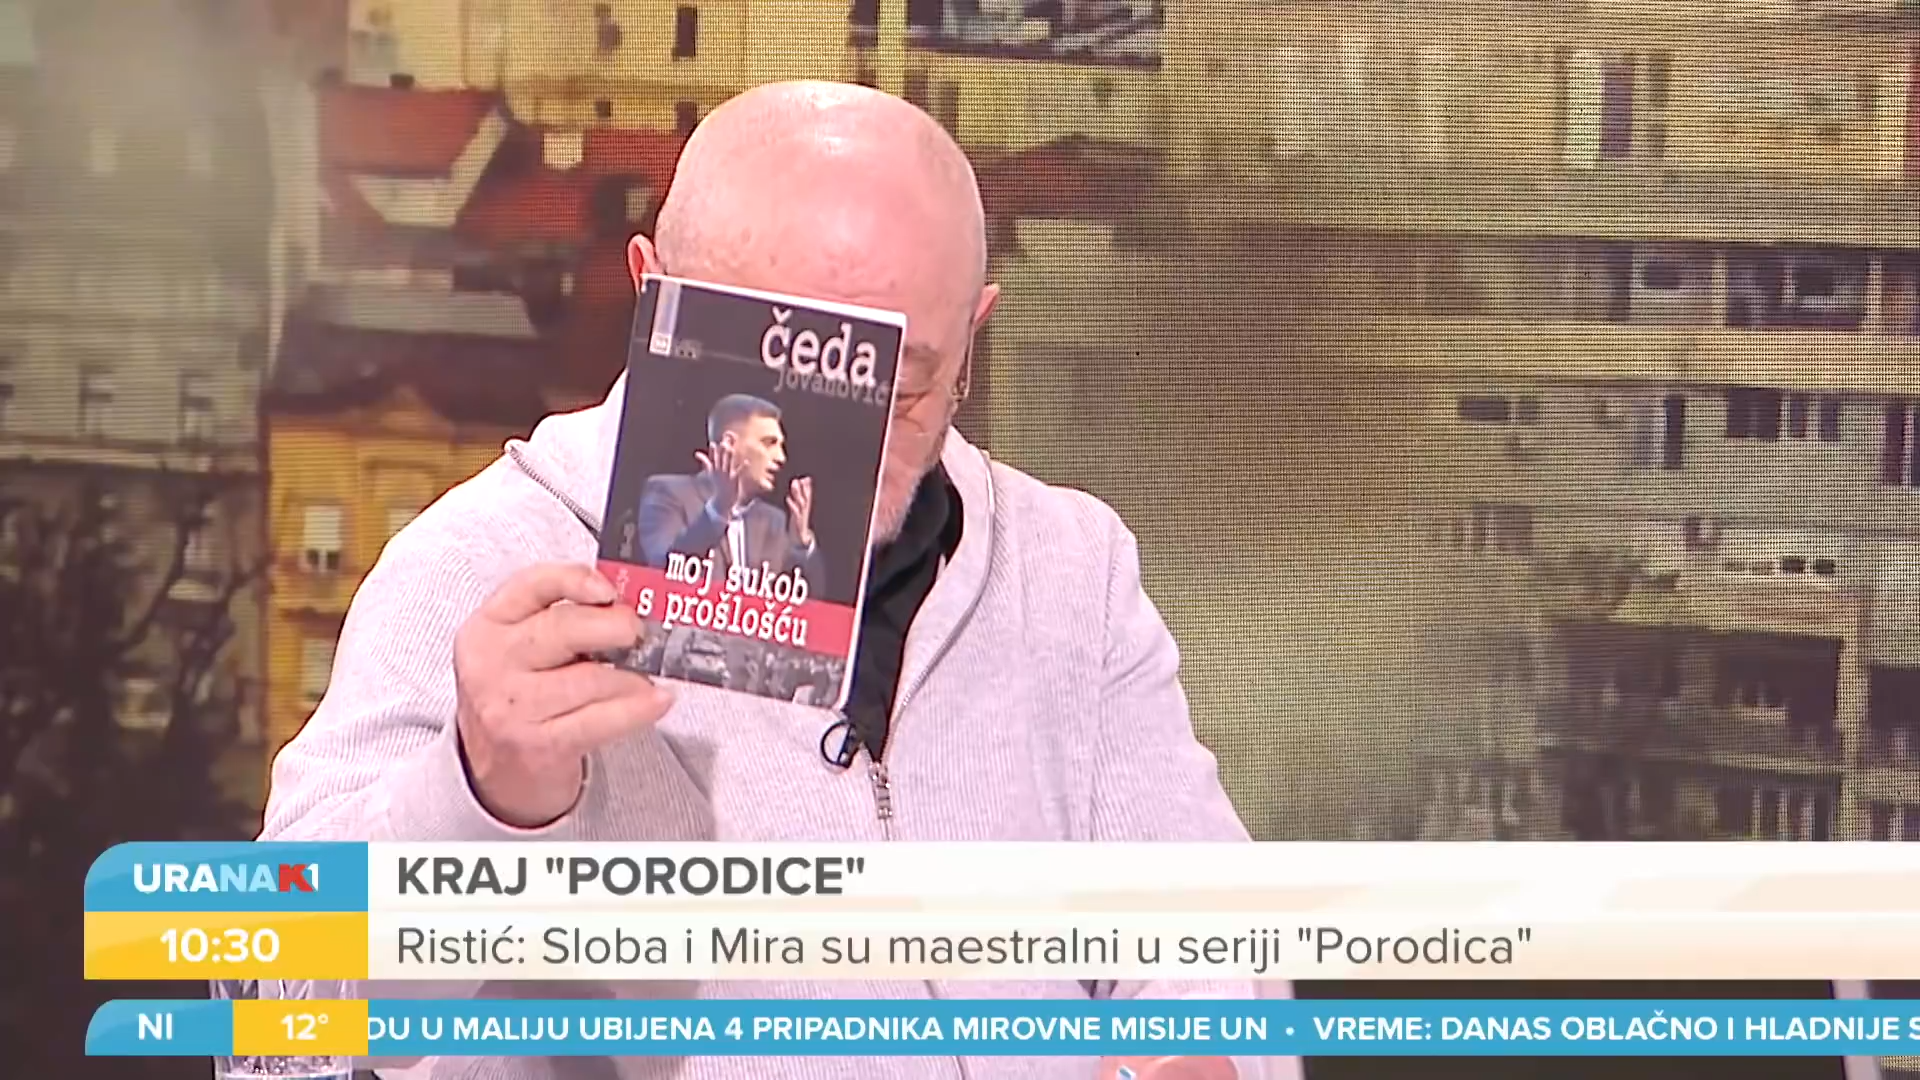 čeda
jovanović
moj sukob
s prošlošću
URANAK1
KRAJ "PORODICE"
10:30
Ristić: Sloba i Mira su maestralni u seriji "Porodica"
NI
12°
DU U MALIJU UBIJENA 4 PRIPADNIKA MIROVNE MISIJE UN • VREME: DANAS OBLAČNO I HLADNIJE S